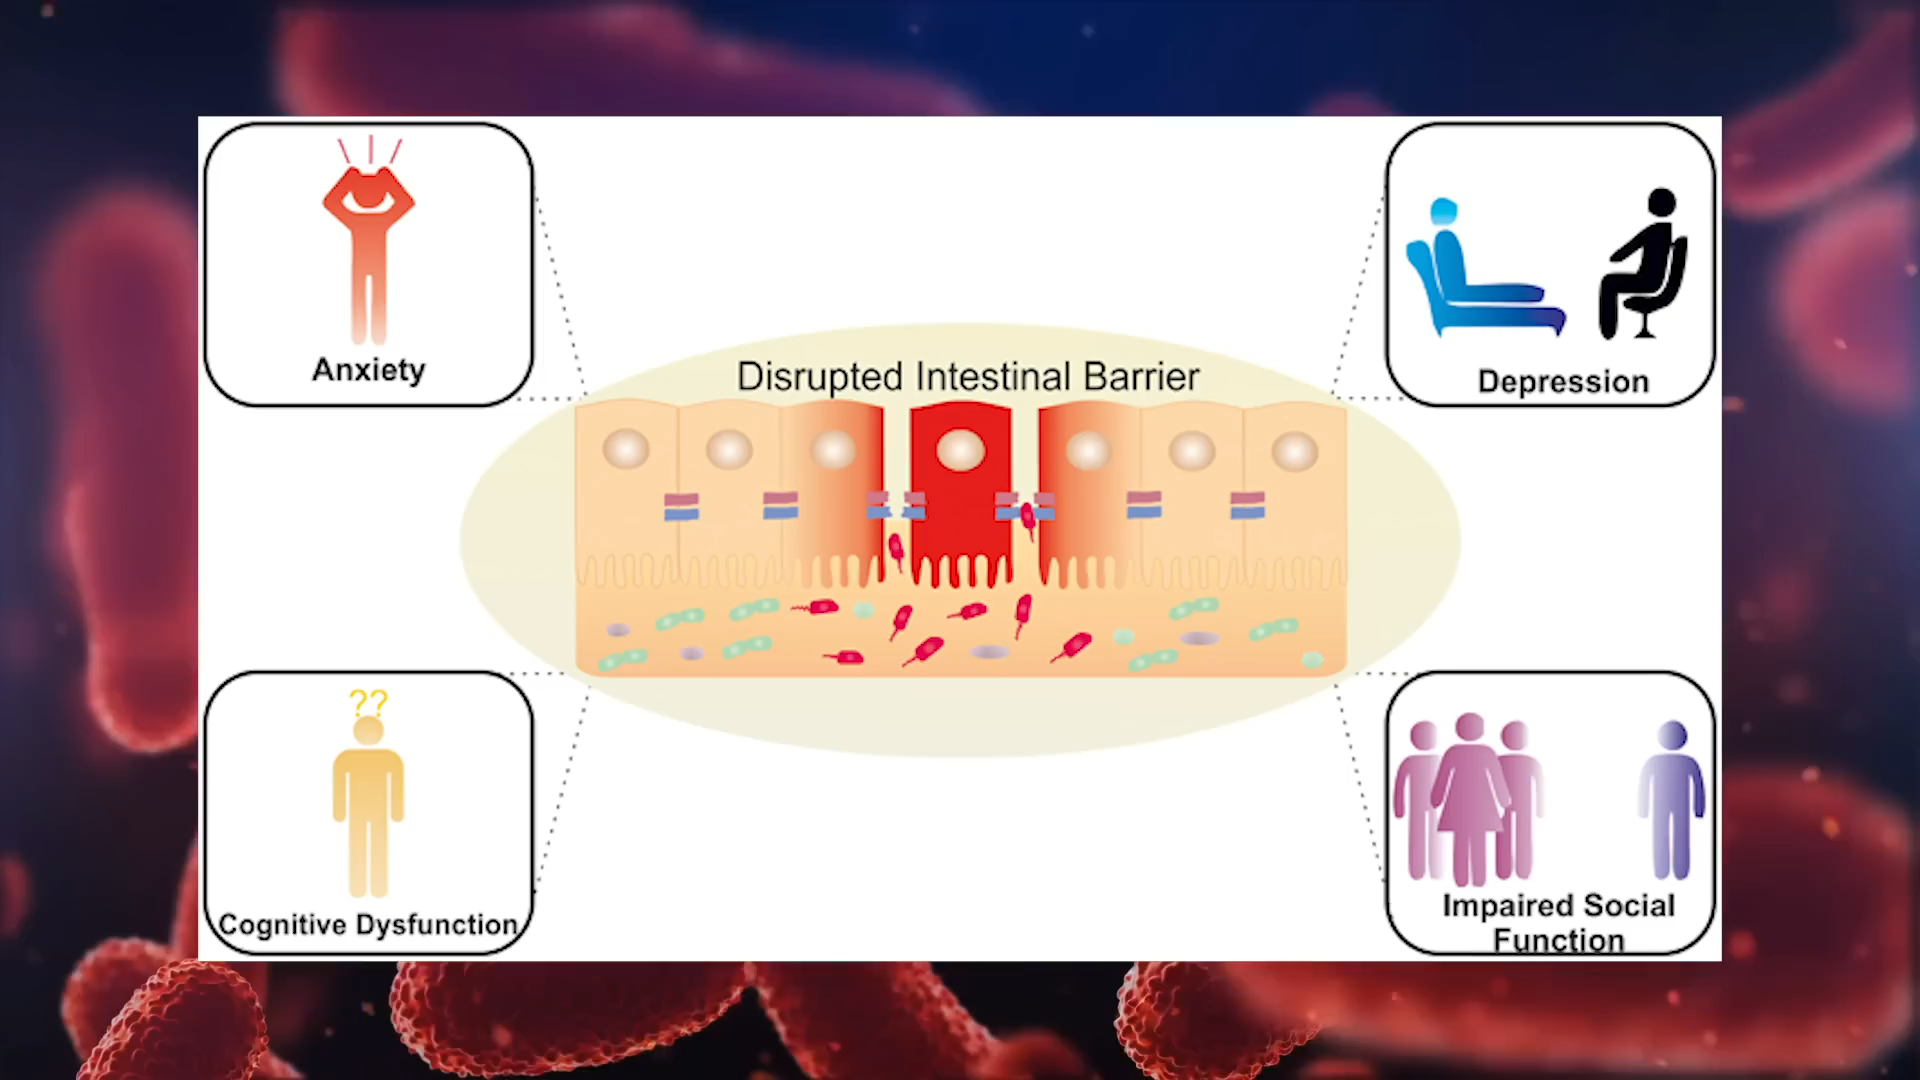 Anxiety
Depression
Disrupted Intestinal Barrier
??
Cognitive Dysfunction
Impaired Social
Function